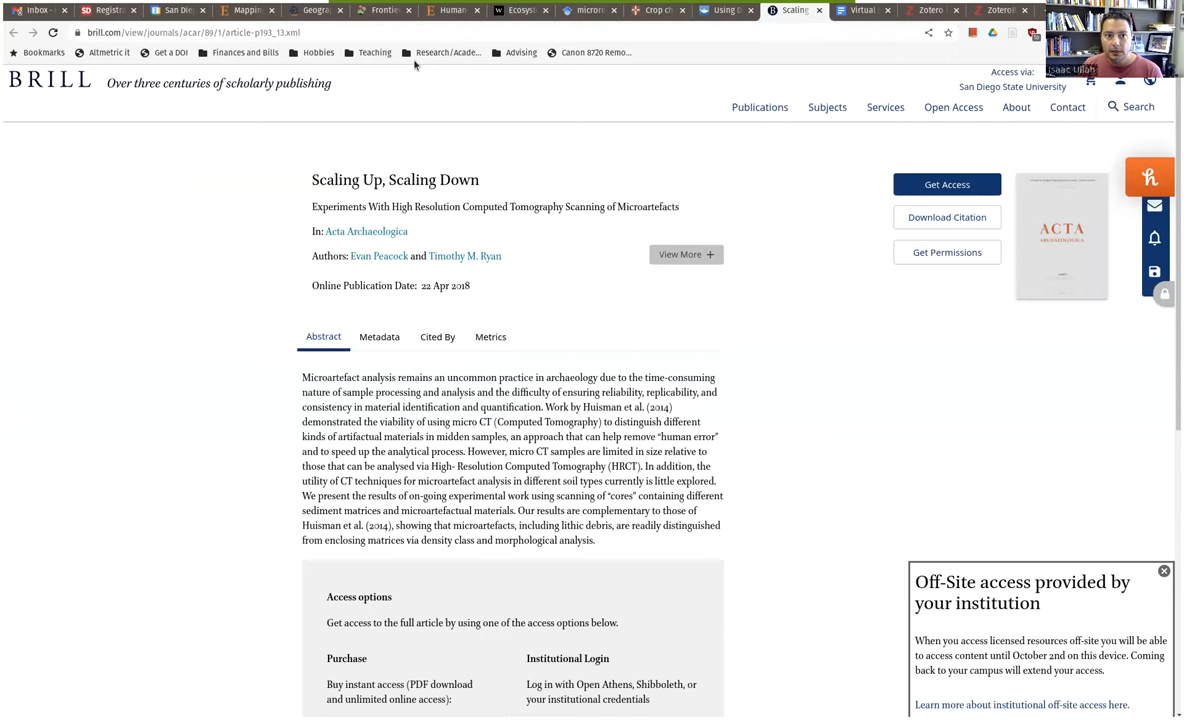 Inbox -
Registra
San Die
Mappin
Geograp
Frontie
Human
Ecosyst
micror
Crop ch
Using D
Scaling
Virtual
Zotero
ZoteroB
brill.com/view/journals/acar/89/1/article-p193_13.xml
Bookmarks
Altmetric it
Get a DOI
Finances and Bills
Hobbies
Teaching
Research/Acade...
Advising
Canon 8720 Remo...
Isaac Ullah
BRILL
Over three centuries of scholarly publishing
Access via:
San Diego State University
Publications
Subjects
Services
Open Access
About
Contact
Search
Scaling Up, Scaling Down
Experiments With High Resolution Computed Tomography Scanning of Microartefacts
In: Acta Archaeologica
Authors: Evan Peacock and Timothy M. Ryan
View More +
Online Publication Date: 22 Apr 2018
Get Access
Download Citation
Get Permissions
ACTA
ARCHAEOLOGICA
Abstract
Metadata
Cited By
Metrics
Microartefact analysis remains an uncommon practice in archaeology due to the time-consuming
nature of sample processing and analysis and the difficulty of ensuring reliability, replicability, and
consistency in material identification and quantification. Work by Huisman et al. (2014)
demonstrated the viability of using micro CT (Computed Tomography) to distinguish different
kinds of artifactual materials in midden samples, an approach that can help remove “human error”
and to speed up the analytical process. However, micro CT samples are limited in size relative to
those that can be analysed via High- Resolution Computed Tomography (HRCT). In addition, the
utility of CT techniques for microartefact analysis in different soil types currently is little explored.
We present the results of on-going experimental work using scanning of “cores” containing different
sediment matrices and microartefactual materials. Our results are complementary to those of
Huisman et al. (2014), showing that microartefacts, including lithic debris, are readily distinguished
from enclosing matrices via density class and morphological analysis.
Access options
Get access to the full article by using one of the access options below.
Purchase
Buy instant access (PDF download
and unlimited online access):
Institutional Login
Log in with Open Athens, Shibboleth, or
your institutional credentials
Off-Site access provided by
your institution
When you access licensed resources off-site you will be able
to access content until October 2nd on this device. Coming
back to your campus will extend your access.
Learn more about institutional off-site access here.